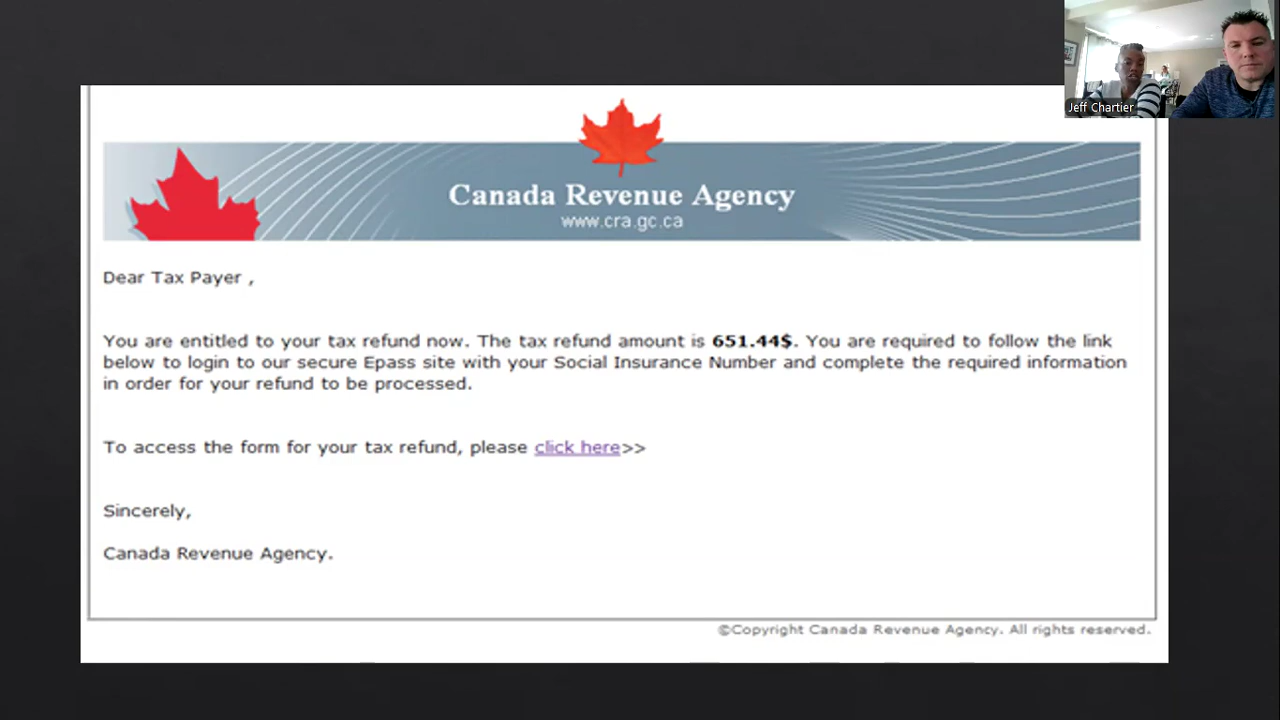 Jeff Chartier
Canada Revenue Agency
www.cra.gc.ca
Dear Tax Payer ,
You are entitled to your tax refund now. The tax refund amount is 651.44$. You are required to follow the link
below to login to our secure Epass site with your Social Insurance Number and complete the required information
in order for your refund to be processed.
To access the form for your tax refund, please click here>>
Sincerely,
Canada Revenue Agency.
©Copyright Canada Revenue Agency. All rights reserved.